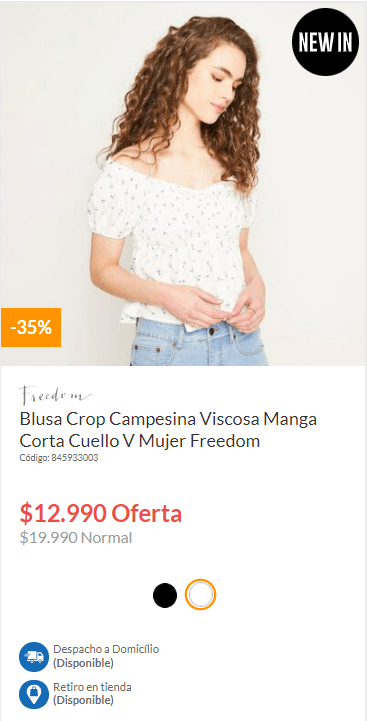 NEW IN
-35%
Freedom
Blusa Crop Campesina Viscosa Manga
Corta Cuello V Mujer Freedom
Código: 845933003
$12.990 Oferta
$19.990 Normal
Despacho a Domicilio
(Disponible)
Retiro en tienda
(Disponible)